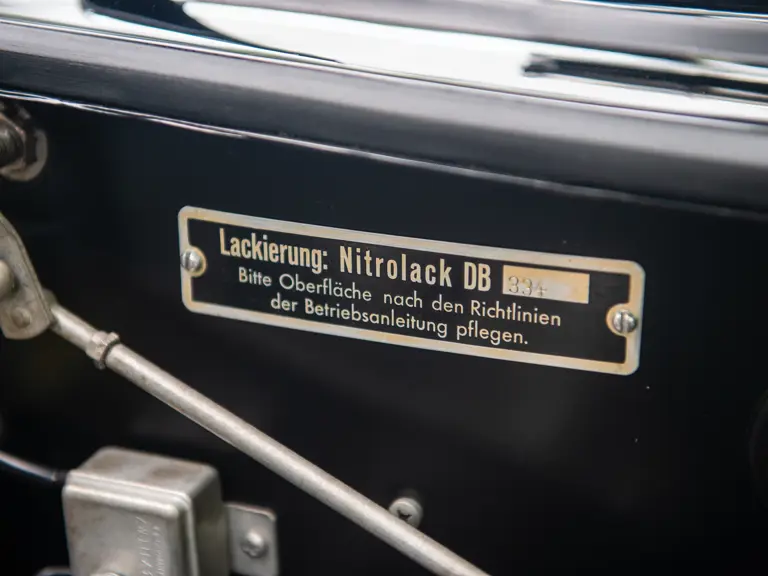 Lackierung: Nitrolack DB 334
Bitte Oberfläche nach den Richtlinien
der Betriebsanleitung pflegen.